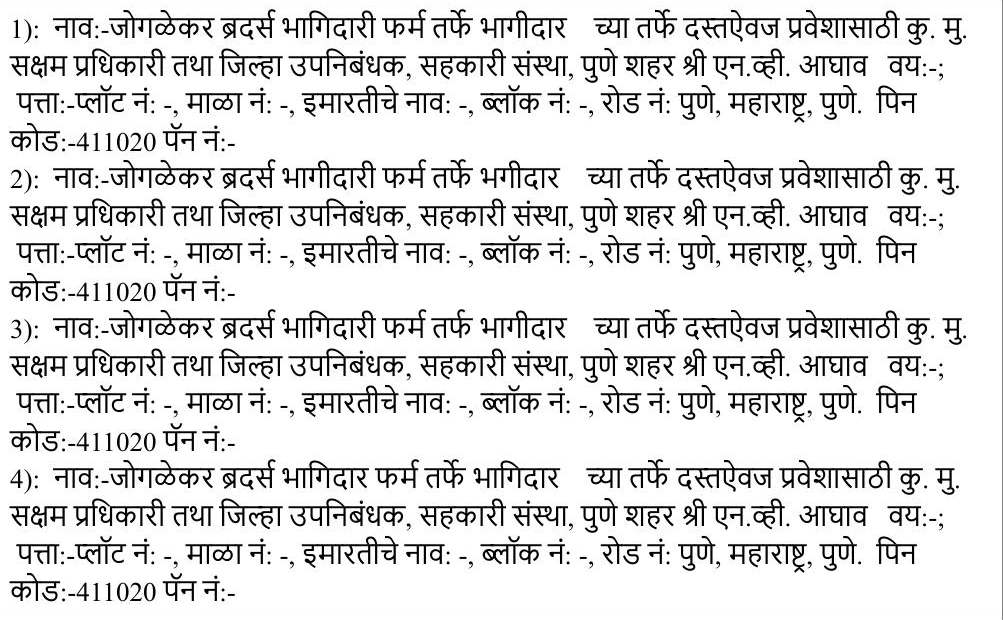 1): नाव:-जोगळेकर ब्रदर्स भागिदारी फर्म तर्फे भागीदार च्या तर्फे दस्तऐवज प्रवेशासाठी कु. मु.
सक्षम प्रधिकारी तथा जिल्हा उपनिबंधक, सहकारी संस्था, पुणे शहर श्री एन.व्ही. आघाव वय:-;
पत्ता:-प्लॉट नं: -, माळा नं: -, इमारतीचे नाव: -, ब्लॉक नं: -, रोड नं: पुणे, महाराष्ट्र, पुणे. पिन
कोड:-411020 पॅन नं:-
2): नाव:-जोगळेकर ब्रदर्स भागीदारी फर्म तर्फे भगीदार च्या तर्फे दस्तऐवज प्रवेशासाठी कु. मु.
सक्षम प्रधिकारी तथा जिल्हा उपनिबंधक, सहकारी संस्था, पुणे शहर श्री एन.व्ही. आघाव वय:-;
पत्ता:-प्लॉट नं: -, माळा नं: -, इमारतीचे नाव: -, ब्लॉक नं: -, रोड नं: पुणे, महाराष्ट्र, पुणे. पिन
कोड:-411020 पॅन नं:-
3): नाव:-जोगळेकर ब्रदर्स भागिदारी फर्म तर्फ भागीदार च्या तर्फे दस्तऐवज प्रवेशासाठी कु. मु.
सक्षम प्रधिकारी तथा जिल्हा उपनिबंधक, सहकारी संस्था, पुणे शहर श्री एन.व्ही. आघाव वय:-;
पत्ता:-प्लॉट नं: -, माळा नं: -, इमारतीचे नाव: -, ब्लॉक नं: -, रोड नं: पुणे, महाराष्ट्र, पुणे. पिन
कोड:-411020 पॅन नं:-
4): नाव:-जोगळेकर ब्रदर्स भागिदार फर्म तर्फे भागिदार च्या तर्फे दस्तऐवज प्रवेशासाठी कु. मु.
सक्षम प्रधिकारी तथा जिल्हा उपनिबंधक, सहकारी संस्था, पुणे शहर श्री एन.व्ही. आघाव वय:-;
पत्ता:-प्लॉट नं: -, माळा नं: -, इमारतीचे नाव: -, ब्लॉक नं: -, रोड नं: पुणे, महाराष्ट्र, पुणे. पिन
कोड:-411020 पॅन नं:-